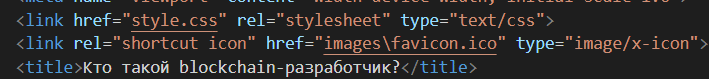 <link href="style.css" rel="stylesheet" type="text/css">
<link rel="shortcut icon" href="images\favicon.ico" type="image/x-icon">
<title>Кто такой blockchain-разработчик?</title>